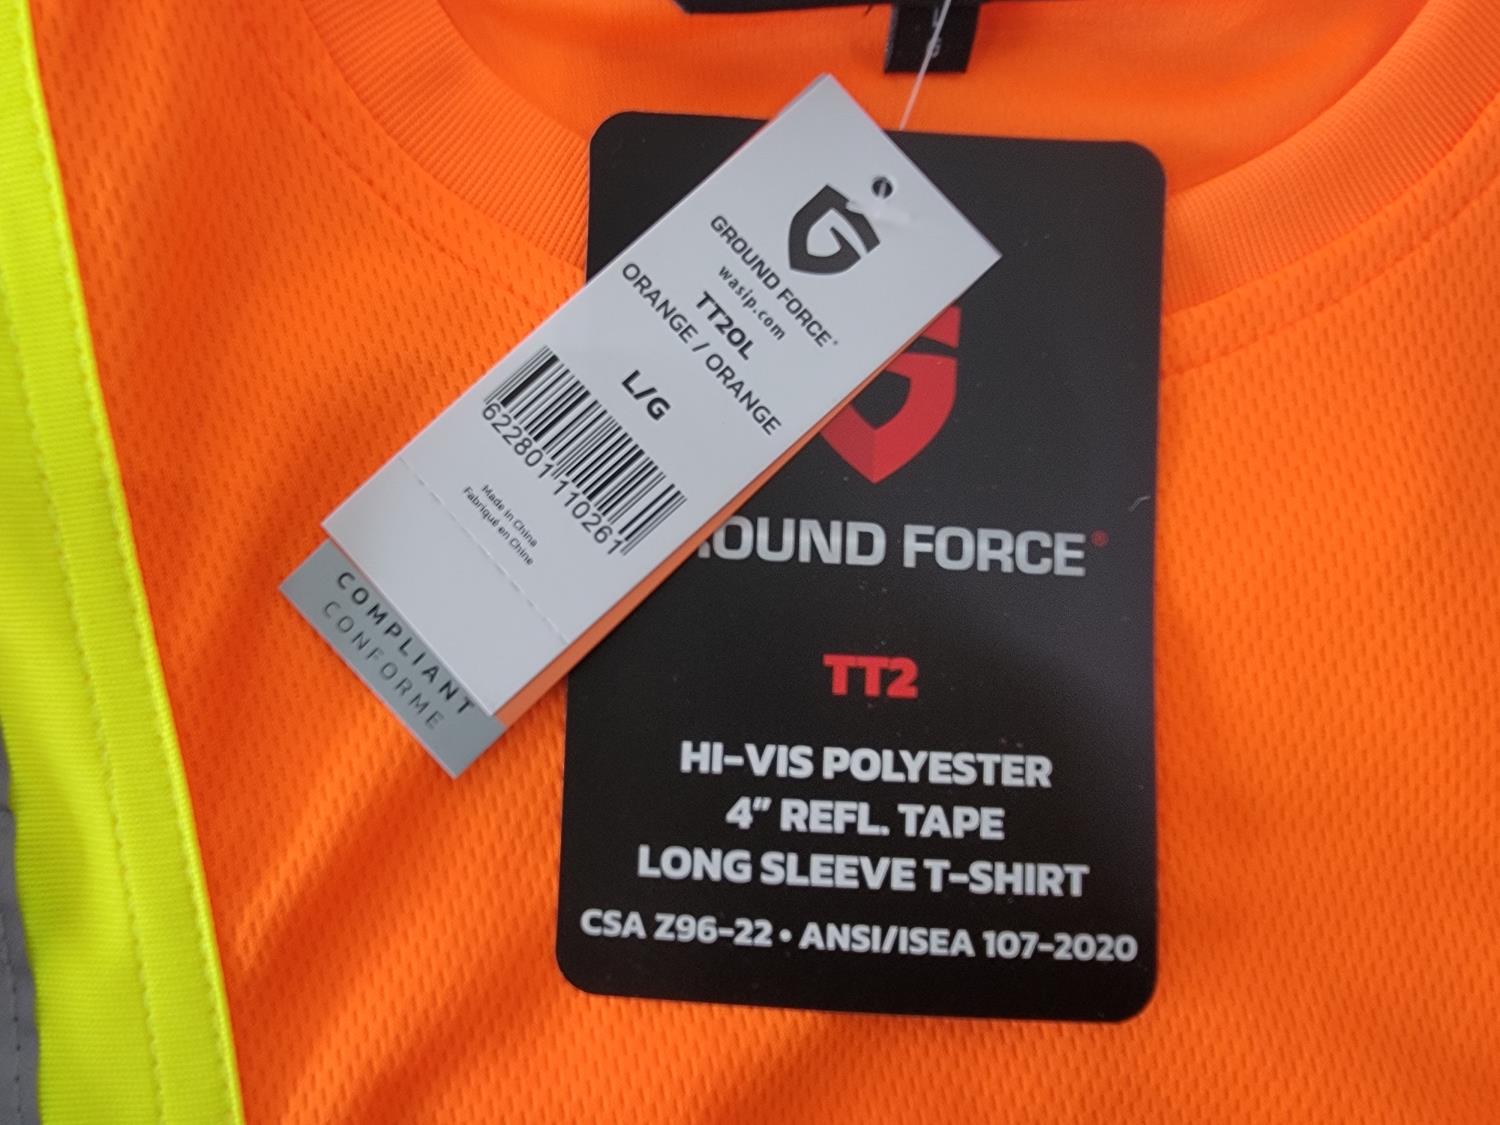 GROUND FORCE®
wasip.com
TT2OL
ORANGE / ORANGE
L/G
622801110261
Made in China
Fabriqué en Chine
COMPLIANT
CONFORME
OUND FORCE®
TT2
HI-VIS POLYESTER
4" REFL. TAPE
LONG SLEEVE T-SHIRT
CSA Z96-22 • ANSI/ISEA 107-2020